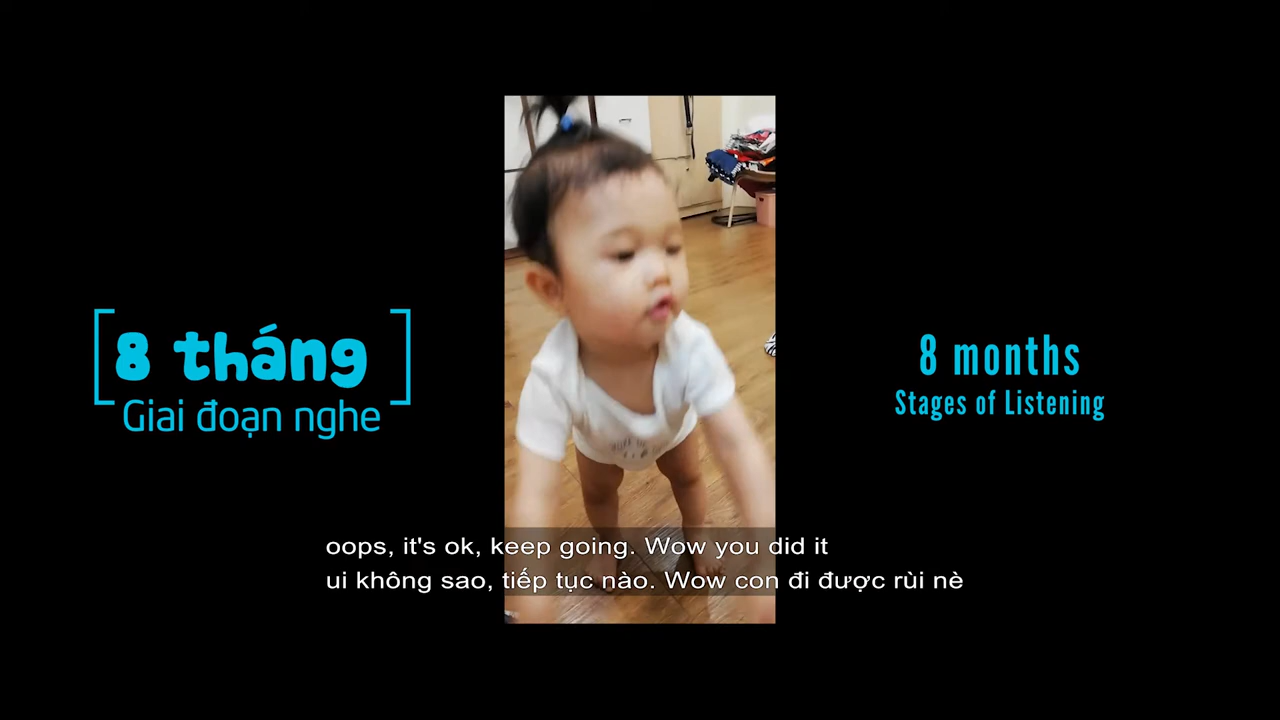 8 tháng
Giai đoạn nghe
8 months
Stages of Listening
oops, it's ok, keep going. Wow you did it
ui không sao, tiếp tục nào. Wow con đi được rùi nè